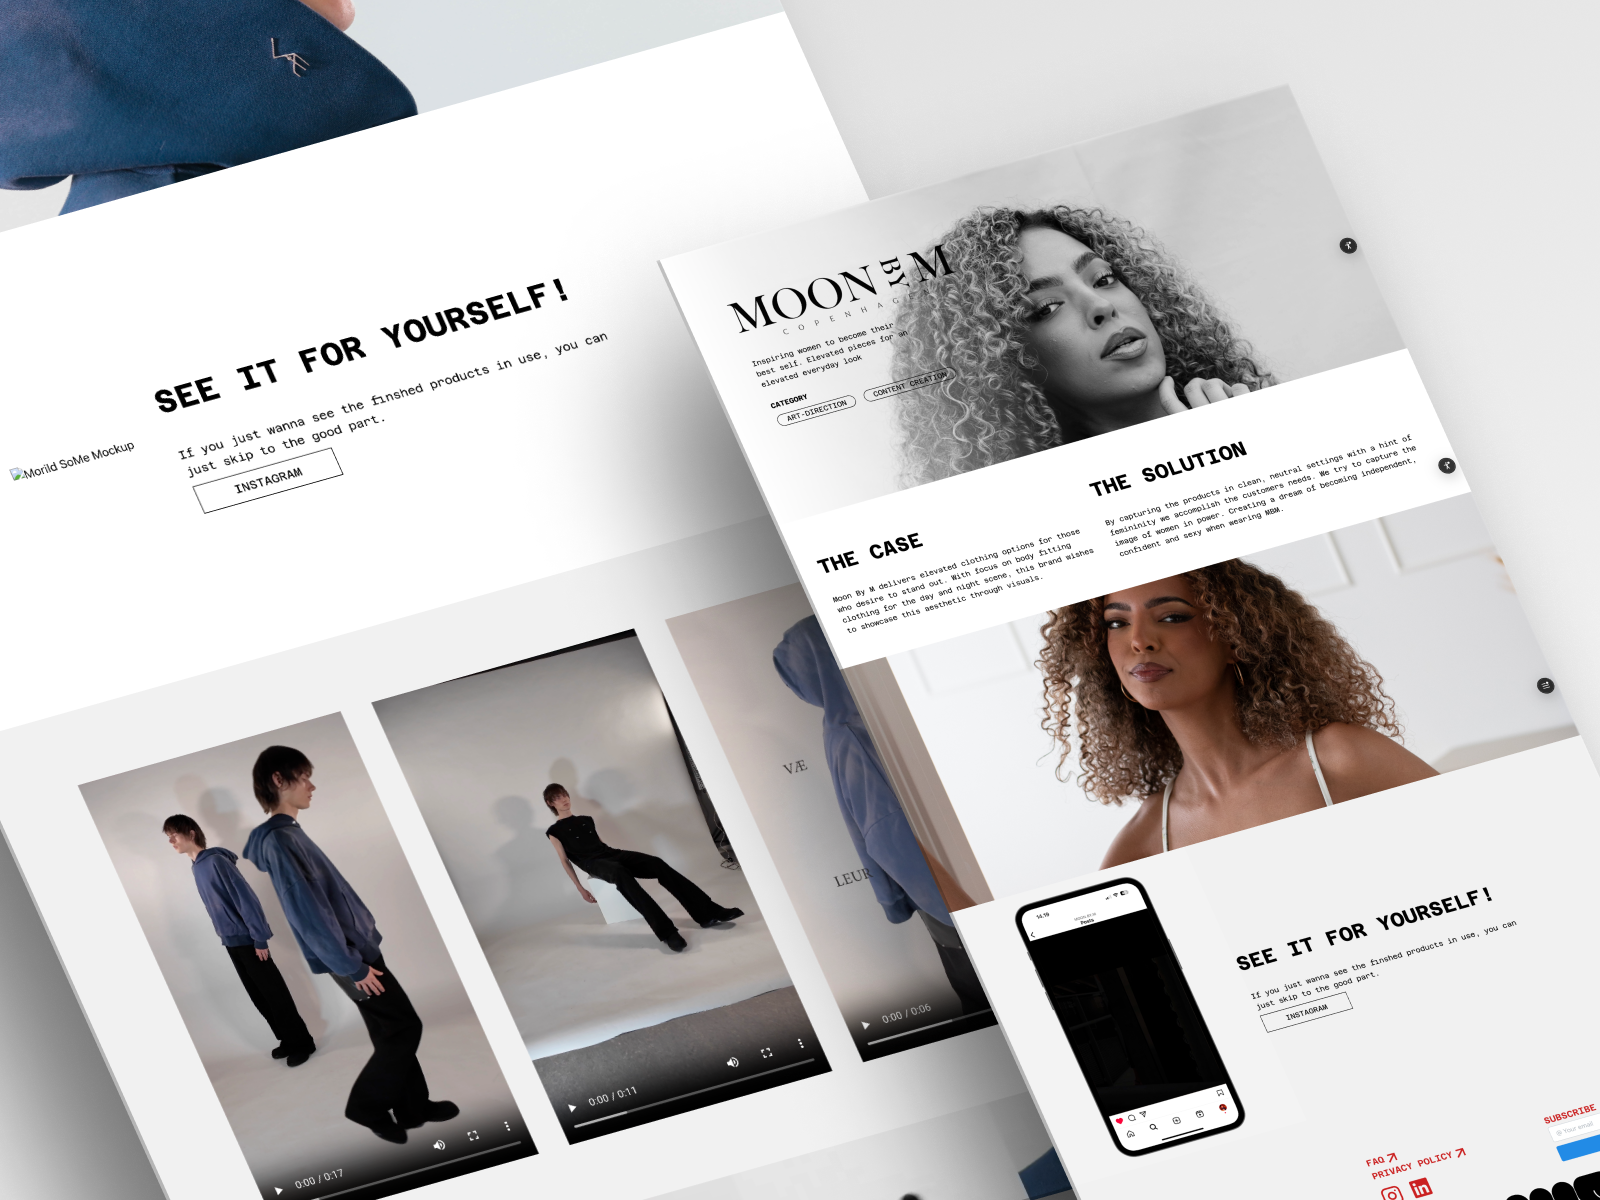 SEE IT FOR YOURSELF!
If you just wanna see the finshed products in use, you can
just skip to the good part.
INSTAGRAM
Morild SoMe Mockup
0:00 / 0:17
0:00 / 0:11
VÆ
LEUR
0:00 / 0:06
MOON BY M
COPENHAG
Inspiring women to become their
best self. Elevated pieces for an
elevated everyday look
CATEGORY
ART-DIRECTION
CONTENT CREATION
THE CASE
Moon By M delivers elevated clothing options for those
who desire to stand out. With focus on body fitting
clothing for the day and night scene, this brand wishes
to showcase this aesthetic through visuals.
THE SOLUTION
By capturing the products in clean, neutral settings with a hint of
femininity we accomplish the customers needs. We try to capture the
image of women in power. Creating a dream of becoming independent,
confident and sexy when wearing MBM.
14.19
Posts
SEE IT FOR YOURSELF!
If you just wanna see the finshed products in use, you can
just skip to the good part.
INSTAGRAM
FAQ
PRIVACY POLICY
in
SUBSCRIBE
Your email